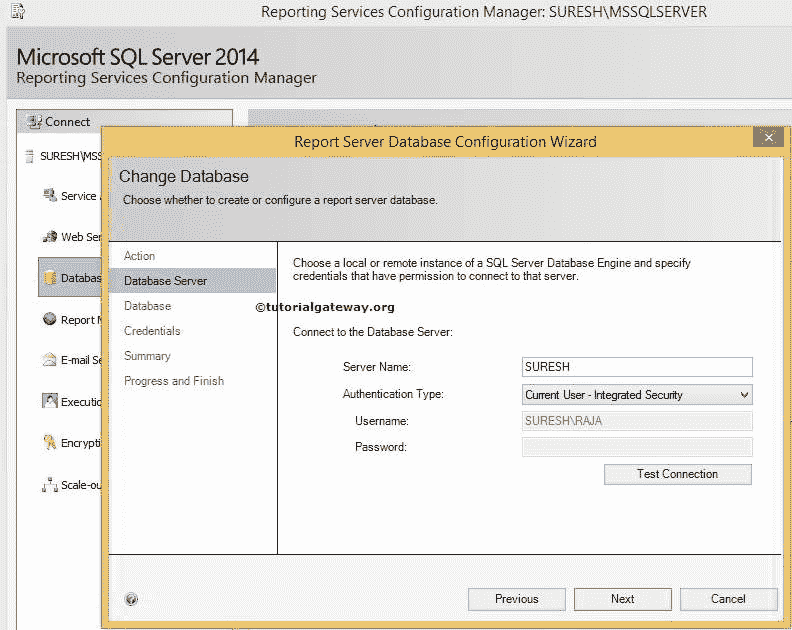 Reporting Services Configuration Manager: SURESH\MSSQLSERVER
Microsoft SQL Server 2014
Reporting Services Configuration Manager
Connect
SURESH\MSS
Service
Web Ser
Databas
Report M
E-mail Se
Executio
Encrypti
Scale-ou
Report Server Database Configuration Wizard
Change Database
Choose whether to create or configure a report server database.
Action
Database Server
Database
Credentials
Summary
Progress and Finish
Choose a local or remote instance of a SQL Server Database Engine and specify
credentials that have permission to connect to that server.
©tutorialgateway.org
Connect to the Database Server:
Server Name: SURESH
Authentication Type: Current User - Integrated Security
Username: SURESH\RAJA
Password:
Test Connection
Previous Next Cancel